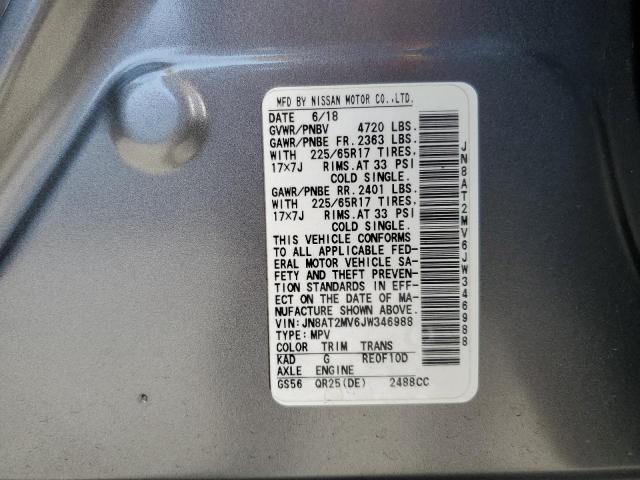 MFD BY NISSAN MOTOR CO.,LTD.
DATE 6/18
GVWR/PNBV 4720 LBS.
GAWR/PNBE FR. 2363 LBS.
WITH 225/65R17 TIRES,
17×7J RIMS.AT 33 PSI
COLD SINGLE.
GAWR/PNBE RR. 2401 LBS.
WITH 225/65R17 TIRES,
17×7J RIMS.AT 33 PSI
COLD SINGLE.
THIS VEHICLE CONFORMS
TO ALL APPLICABLE FED-
ERAL MOTOR VEHICLE SA-
FETY AND THEFT PREVEN-
TION STANDARDS IN EFF-
ECT ON THE DATE OF MA-
NUFACTURE SHOWN ABOVE.
VIN: JN8AT2MV6JW346988
TYPE: MPV
COLOR TRIM TRANS
KAD G RE0F10D
AXLE ENGINE
GS56 QR25(DE) 2488CC
JN8AT2MV6JW346988